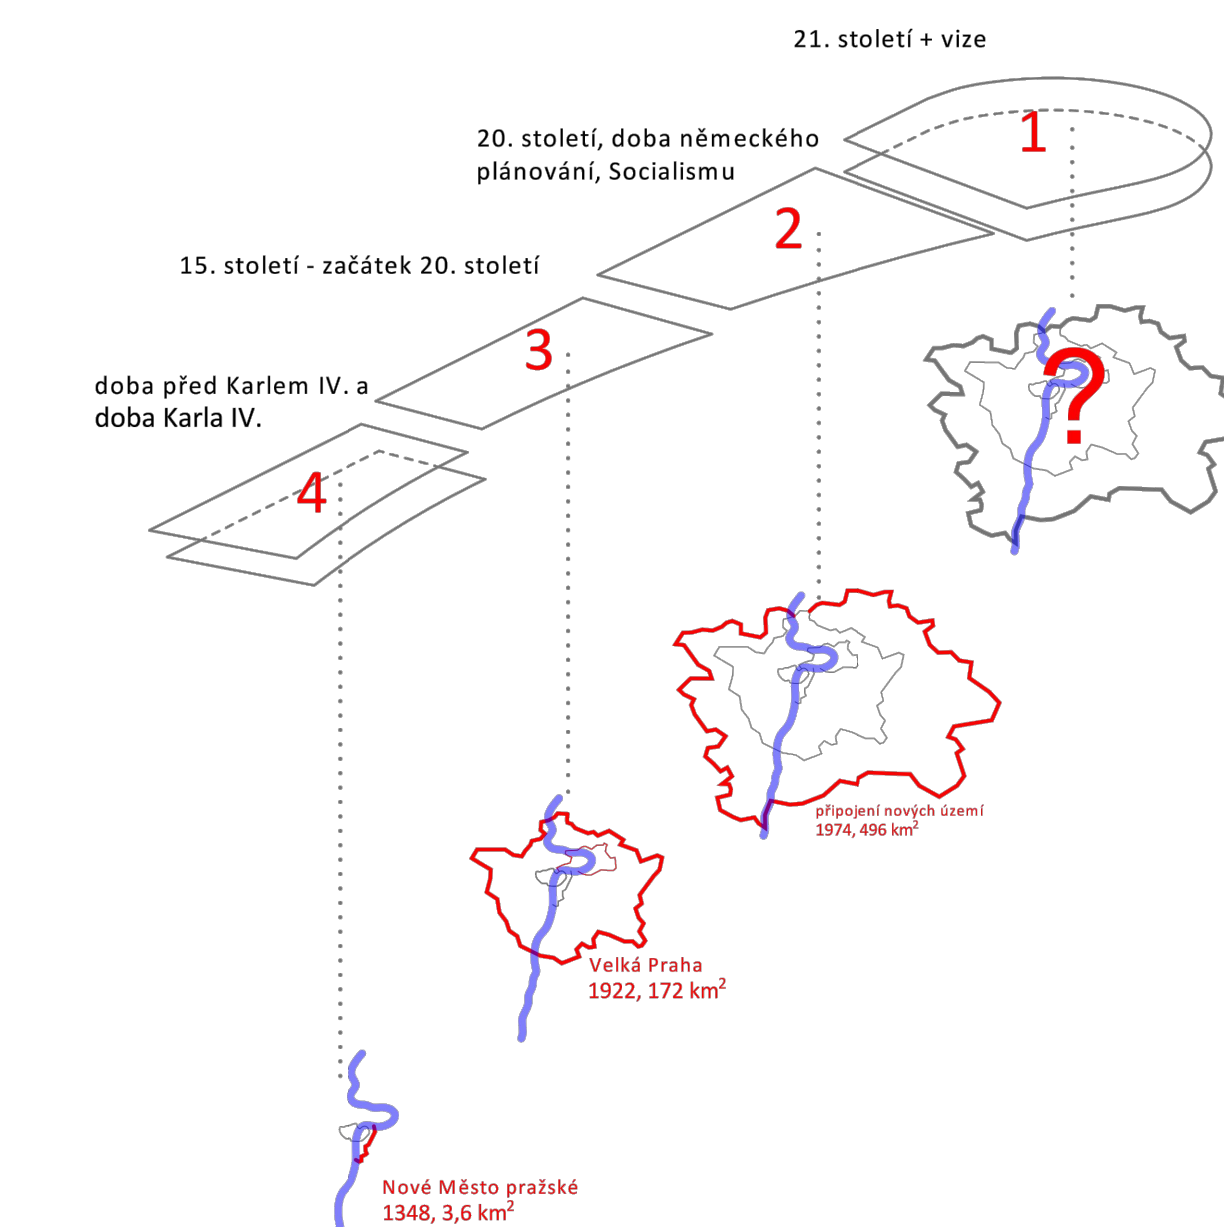 21. století + vize
1
20. století, doba německého
plánování, Socialismu
2
15. století - začátek 20. století
3
doba před Karlem IV. a
doba Karla IV.
4
?
připojení nových území
1974, 496 km²
Velká Praha
1922, 172 km²
Nové Město pražské
1348, 3,6 km²